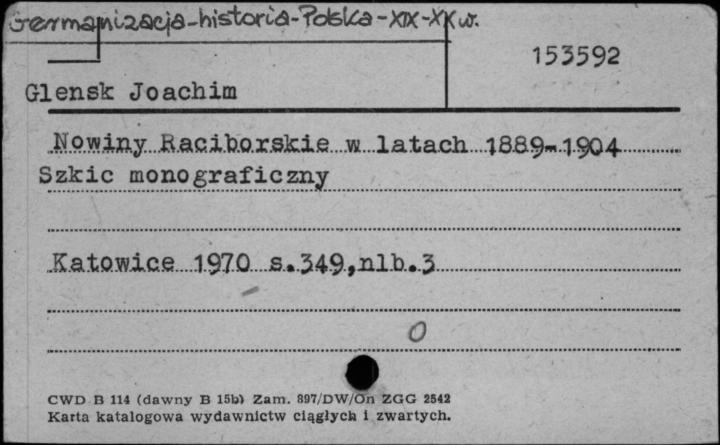 Germanizacja-historia-Polska-XIX-XX w.
153592
Glensk Joachim
Nowiny Raciborskie w latach 1889-1904
Szkic monograficzny
Katowice 1970 s.349,nlb.3
0
CWD B 114 (dawny B 15b) Zam. 897/DW/On ZGG 2542
Karta katalogowa wydawnictw ciągłych i zwartych.